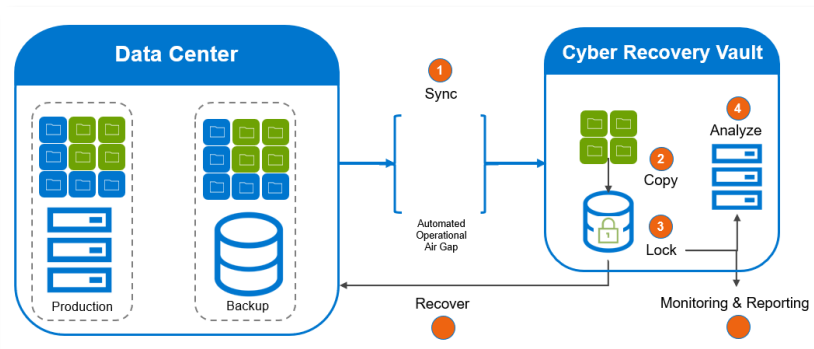 Data Center
Cyber Recovery Vault
1
Sync
4
Analyze
2
Copy
3
Lock
Automated
Operational
Air Gap
Production
Backup
Recover
Monitoring & Reporting